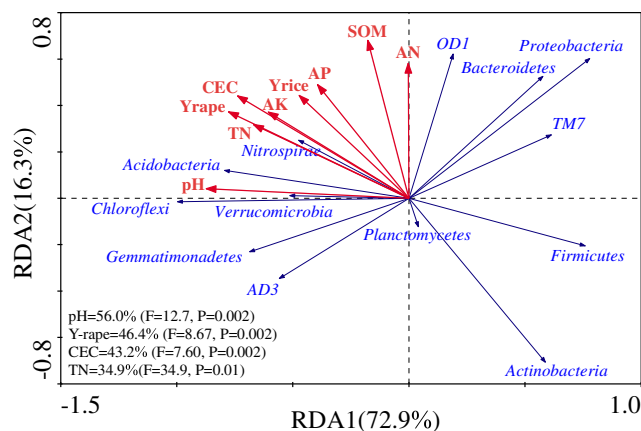 0.8
SOM
OD1
Proteobacteria
AN
Bacteroidetes
AP
CEC
Yrice
Yrape
AK
TM7
TN
Nitrospirae
Acidobacteria
pH
Chloroflexi
Verrucomicrobia
Planctomycetes
Gemmatimonadetes
Firmicutes
AD3
pH=56.0% (F=12.7, P=0.002)
Y-rape=46.4% (F=8.67, P=0.002)
CEC=43.2% (F=7.60, P=0.002)
TN=34.9%(F=34.9, P=0.01)
Actinobacteria
-0.8
RDA2(16.3%)
-1.5
1.0
RDA1(72.9%)